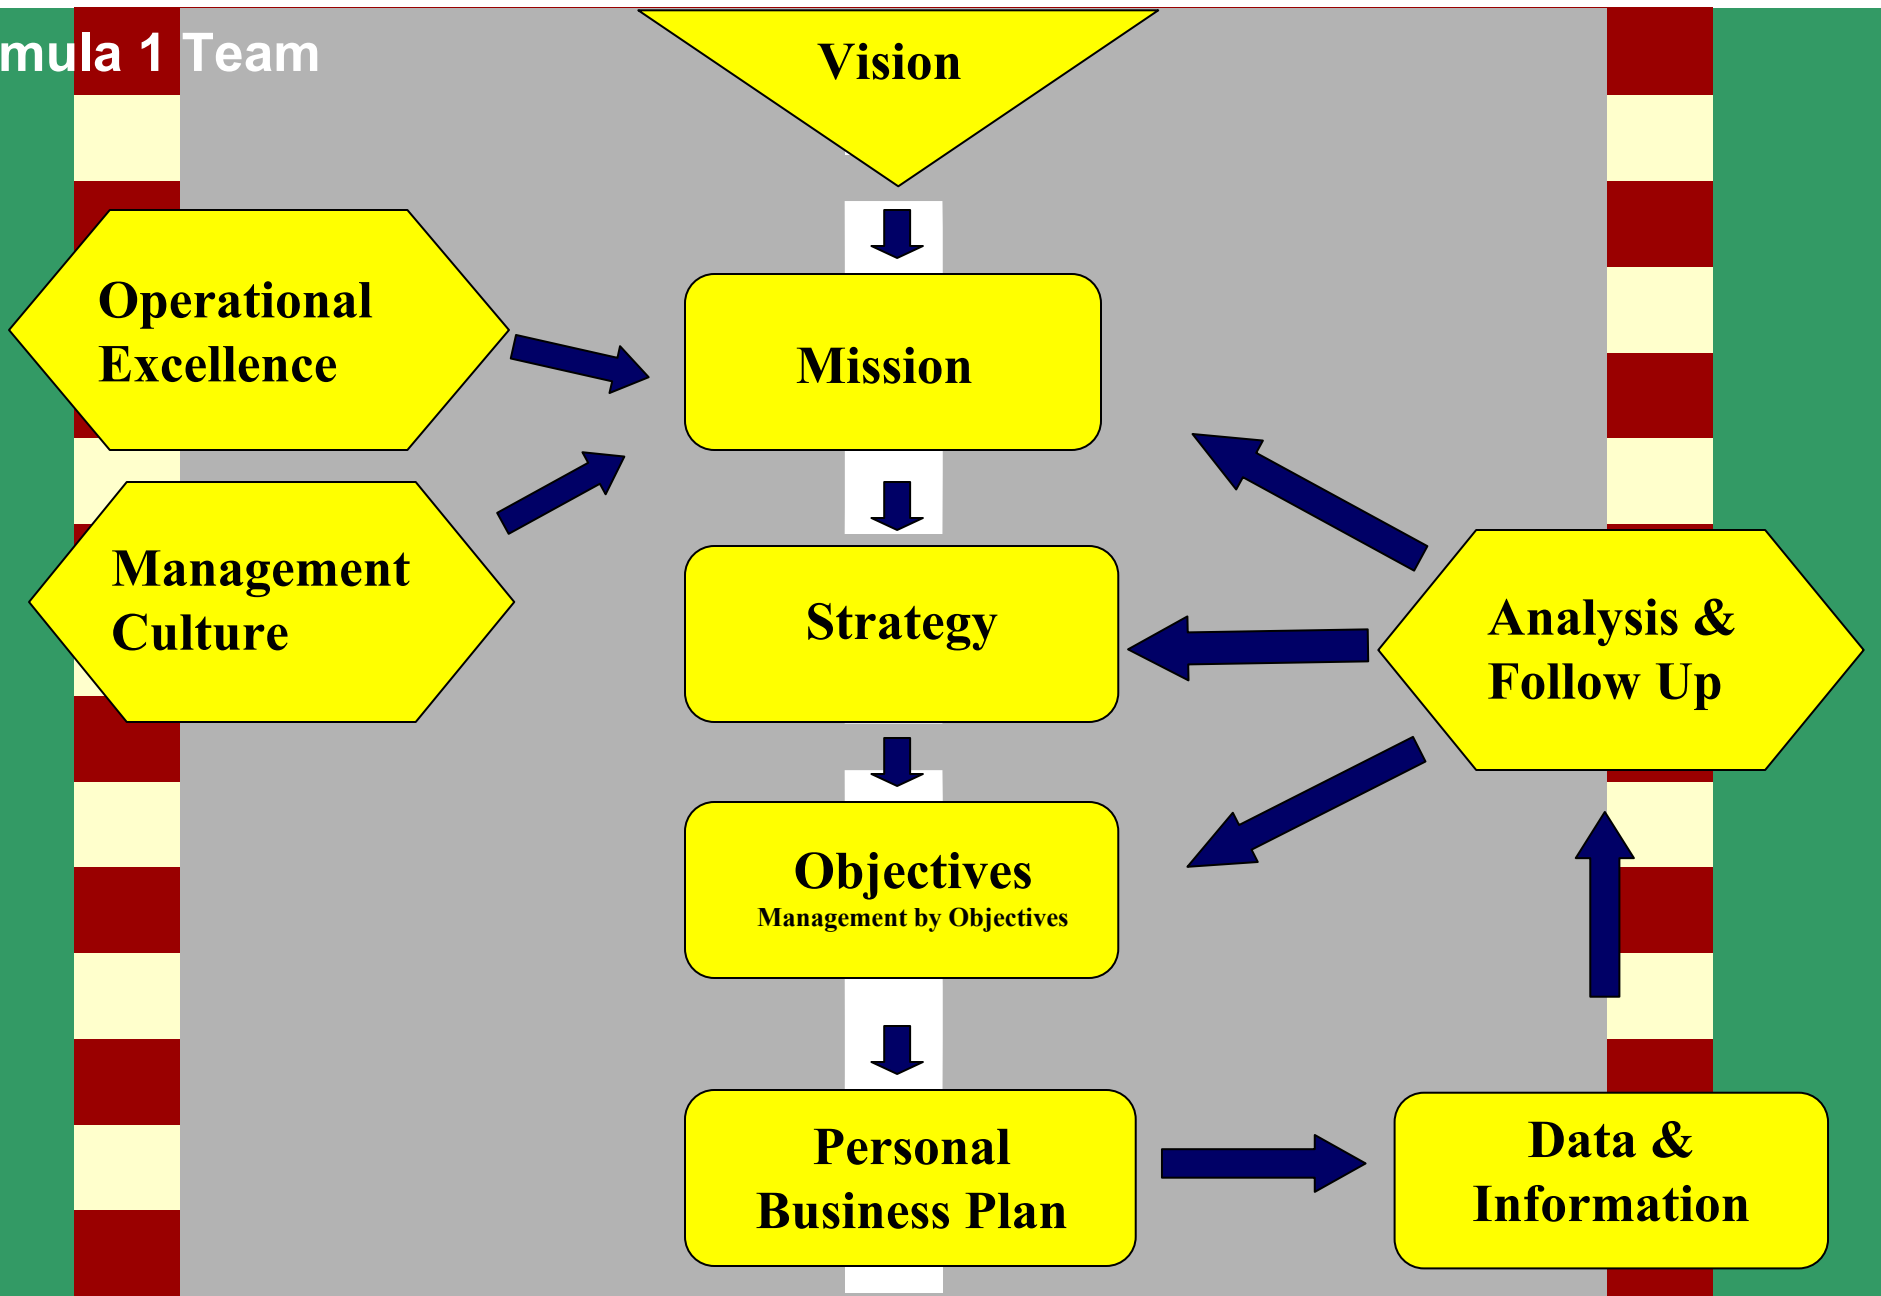 mula 1 Team
Vision
Operational
Excellence
Mission
Management
Culture
Strategy
Analysis &
Follow Up
Objectives
Management by Objectives
Personal
Business Plan
Data &
Information